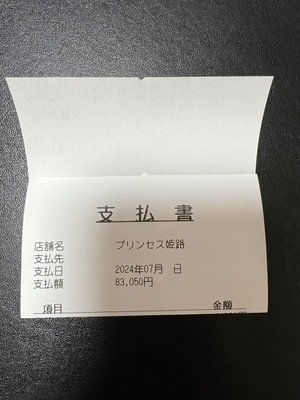 支払書
店舗名 プリンセス姫路
支払先
支払日 2024年07月 日
支払額 83,050円
項目 金額